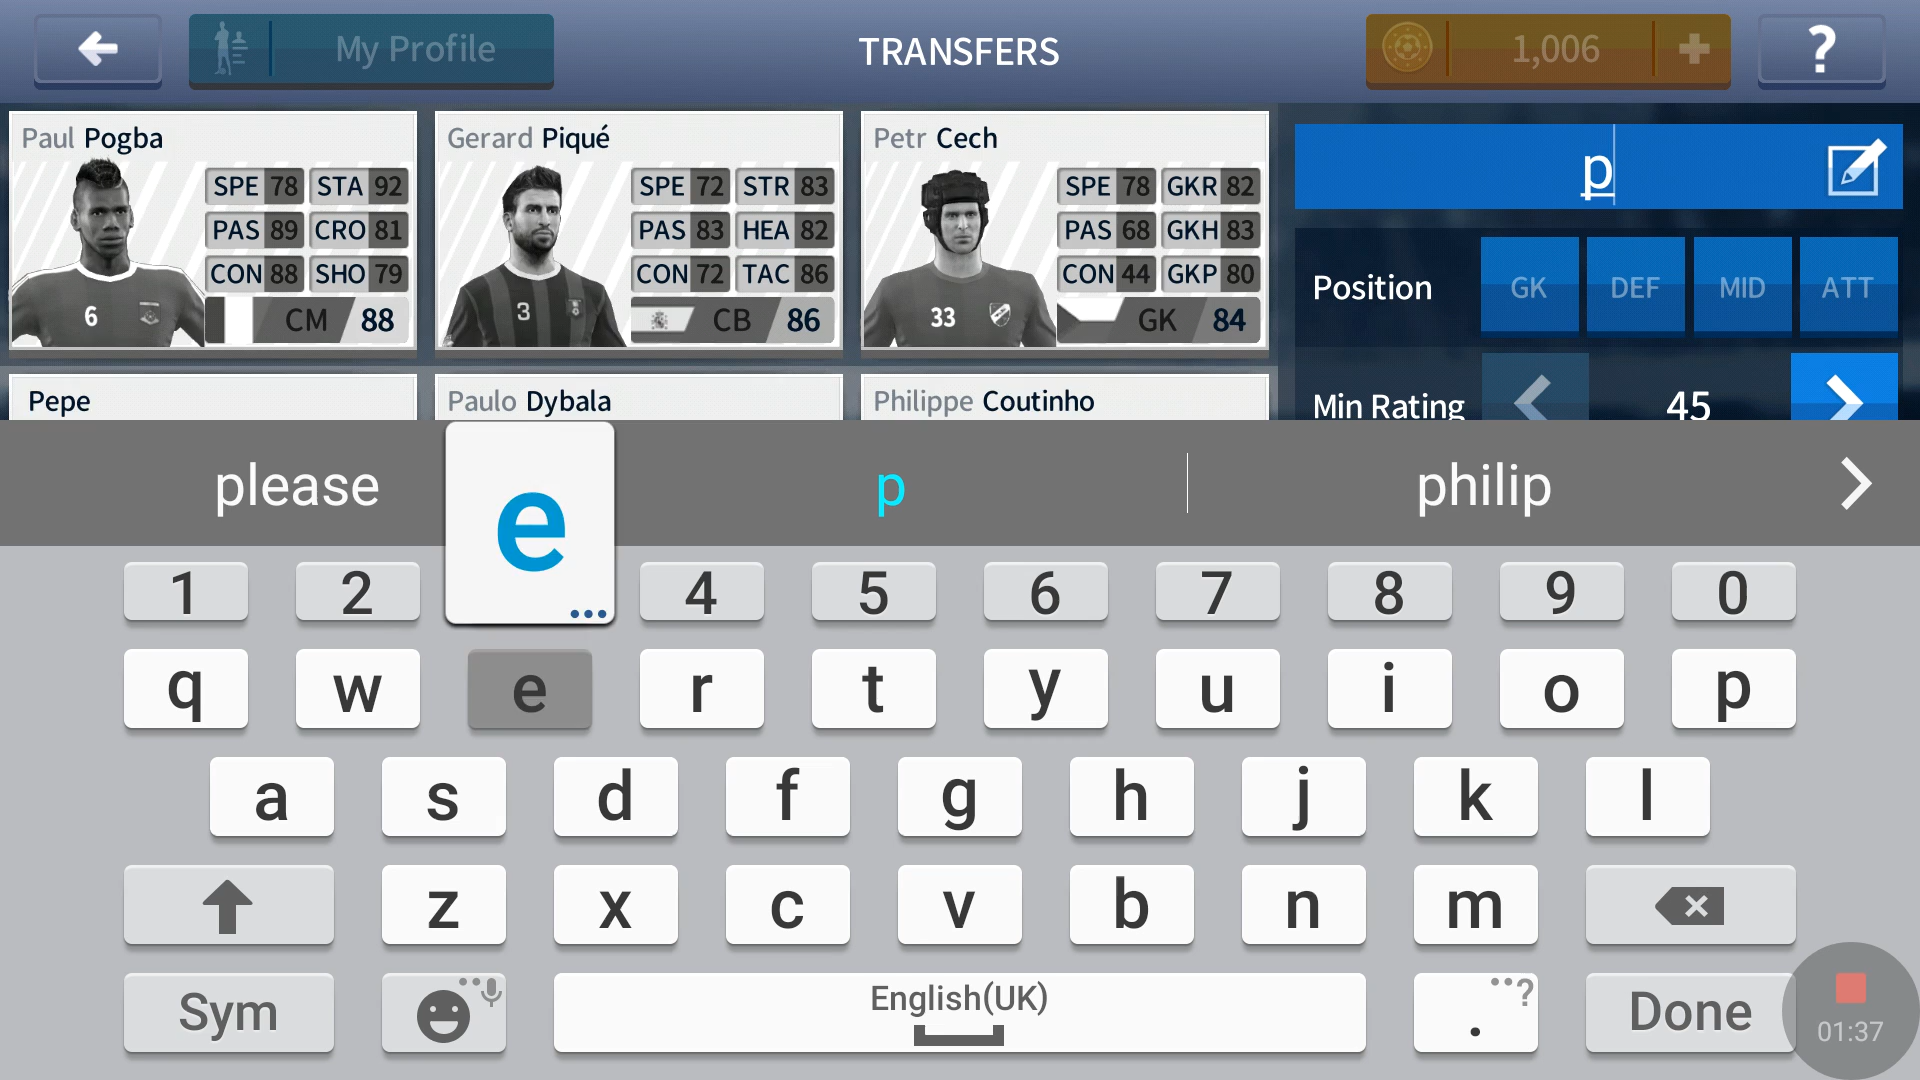 My Profile
TRANSFERS
1,006
?
Paul Pogba
SPE 78 STA 92
PAS 89 CRO 81
CON 88 SHO 79
6
CM 88
Gerard Piqué
SPE 72 STR 83
PAS 83 HEA 82
CON 72 TAC 86
3
CB 86
Petr Cech
SPE 78 GKR 82
PAS 68 GKH 83
CON 44 GKP 80
33
GK 84
p
Position GK DEF MID ATT
Min Rating 45
Pepe
Paulo Dybala
Philippe Coutinho
please p philip
e
...
1 2 4 5 6 7 8 9 0
q w e r t y u i o p
a s d f g h j k l
z x c v b n m
Sym English(UK) . ? Done
01:37